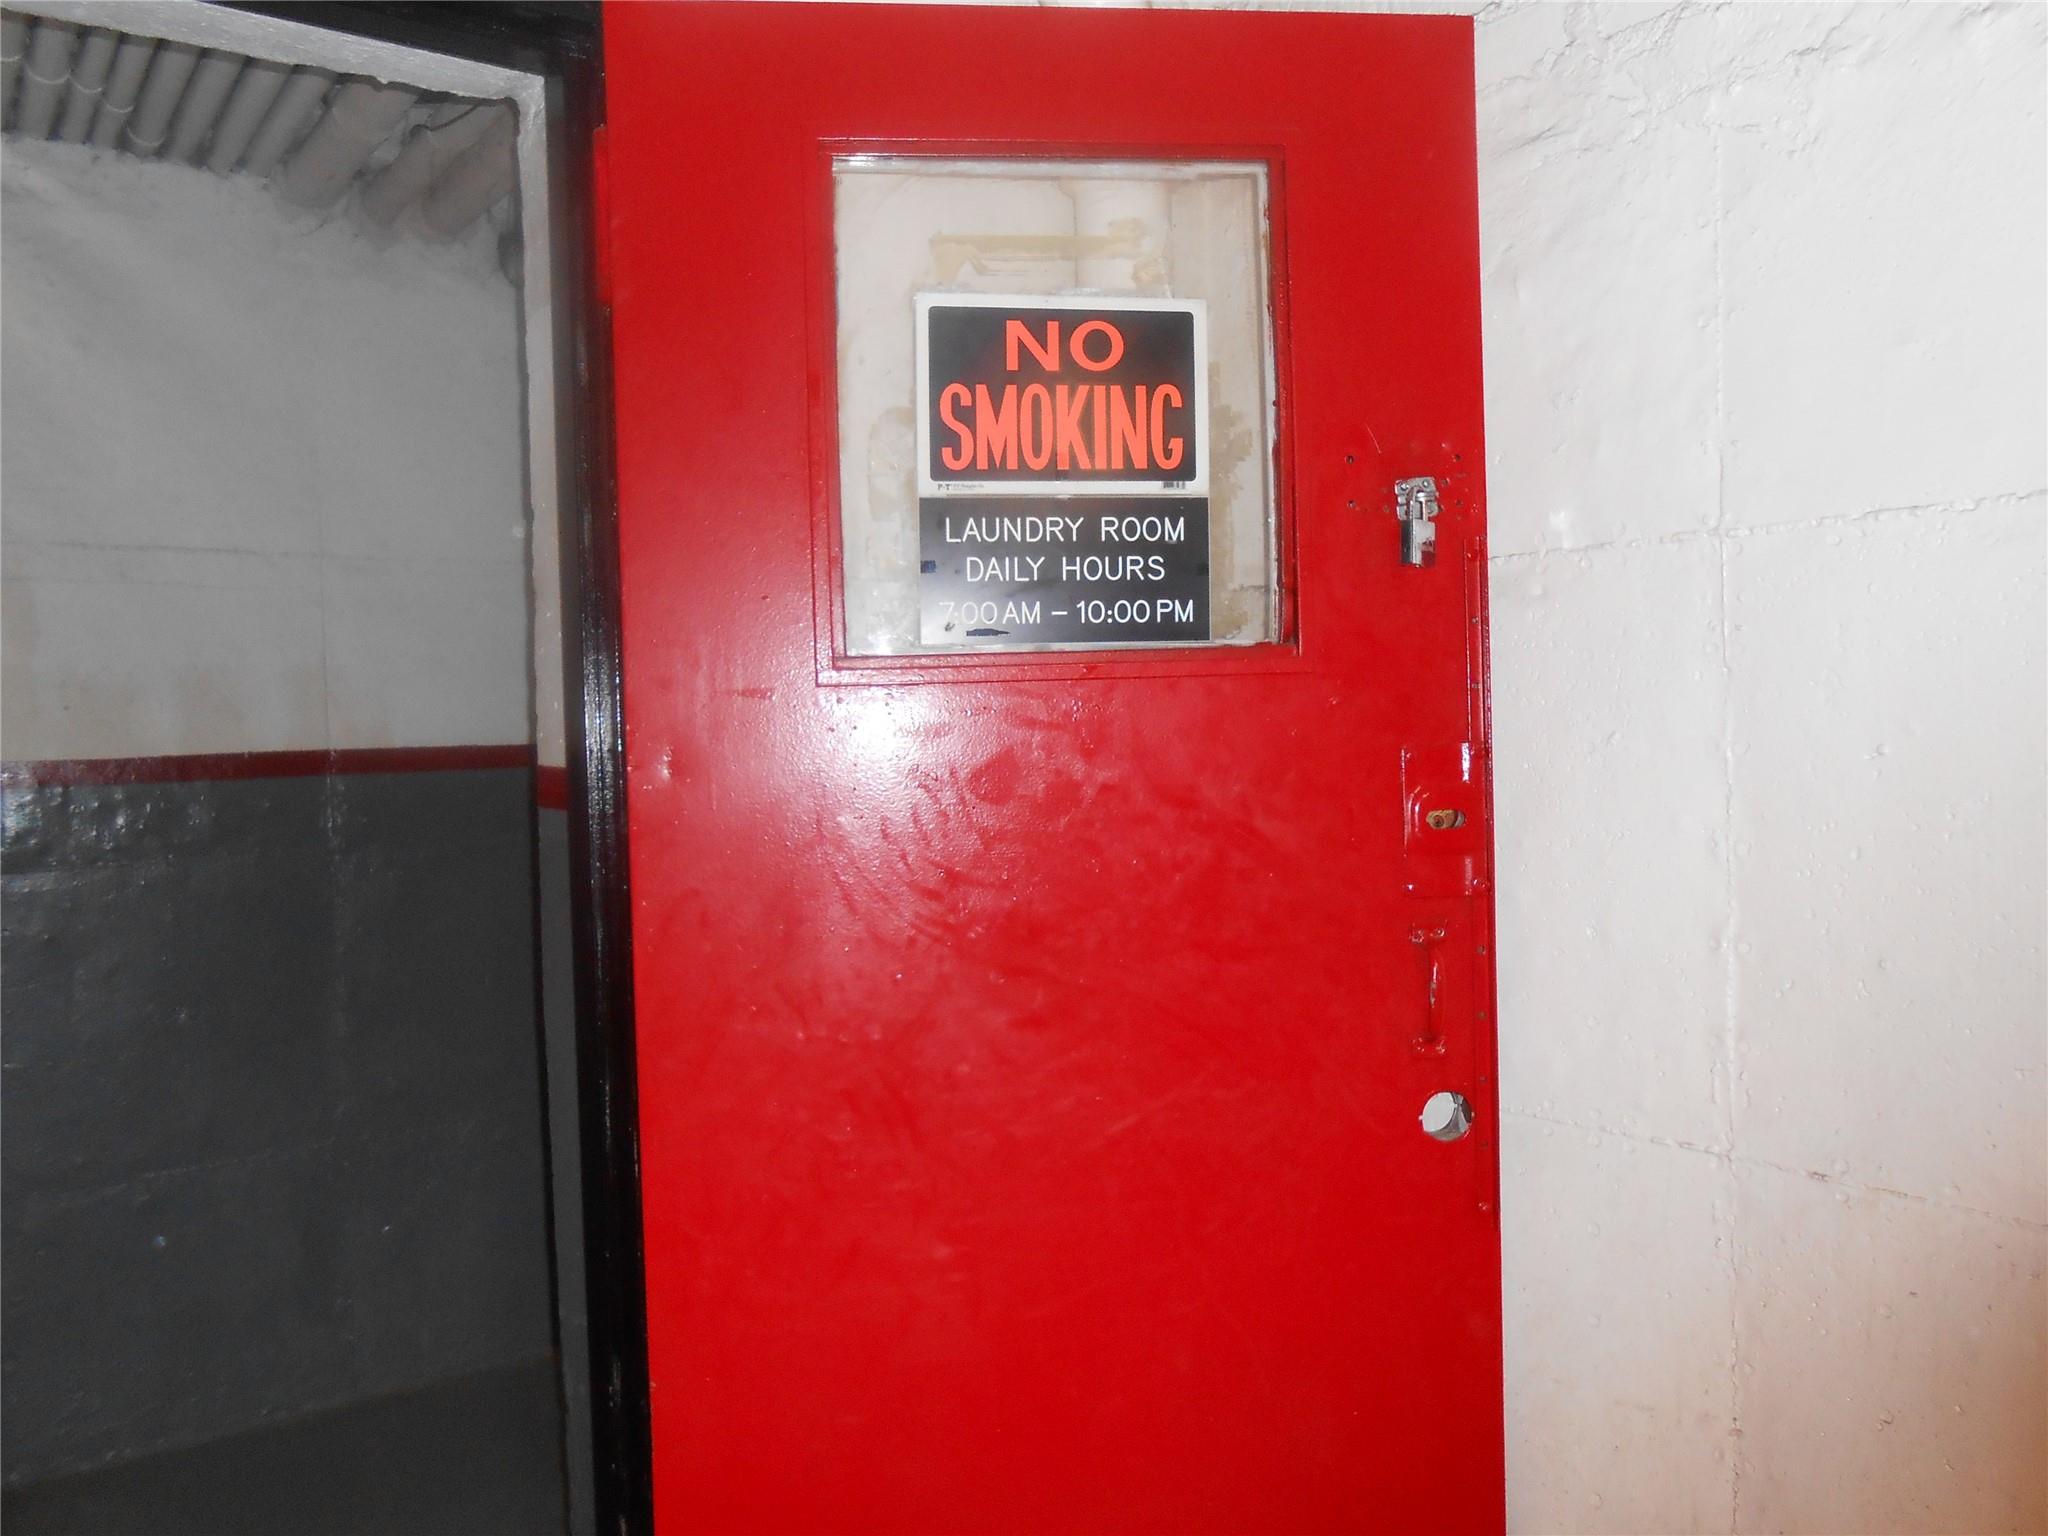 NO
SMOKING
LAUNDRY ROOM
DAILY HOURS
7:00 AM – 10:00 PM